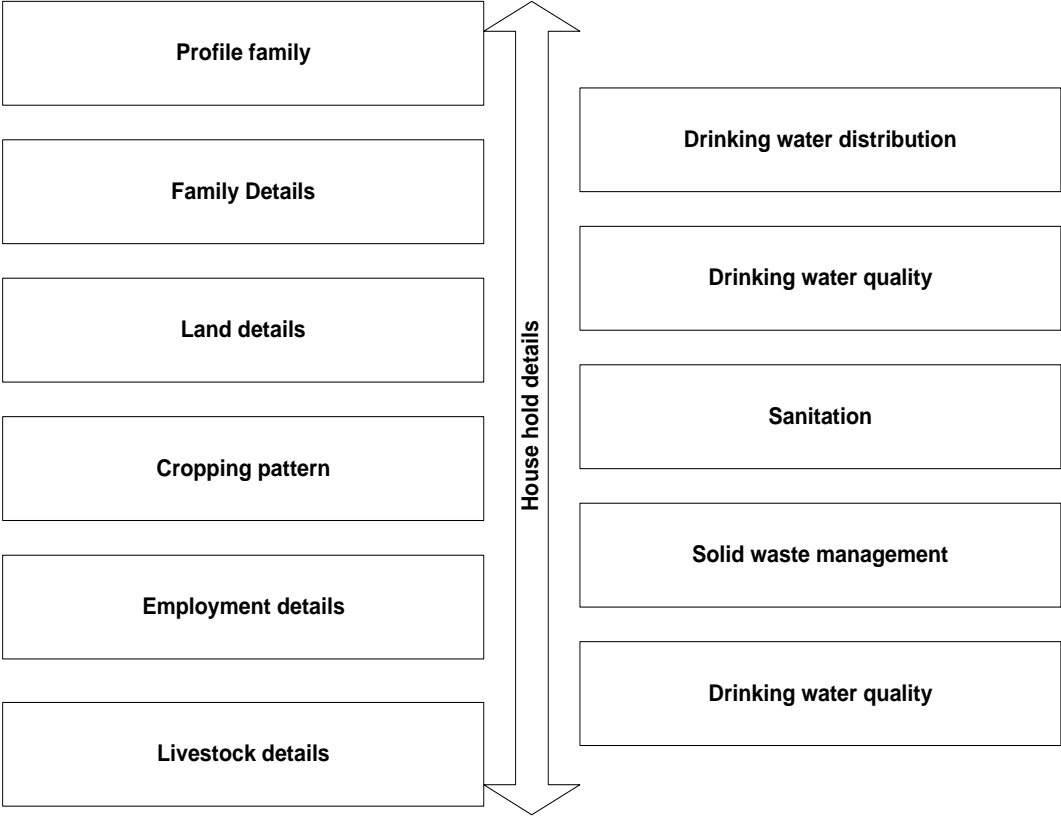 Profile family
Family Details
Land details
Cropping pattern
Employment details
Livestock details
House hold details
Drinking water distribution
Drinking water quality
Sanitation
Solid waste management
Drinking water quality